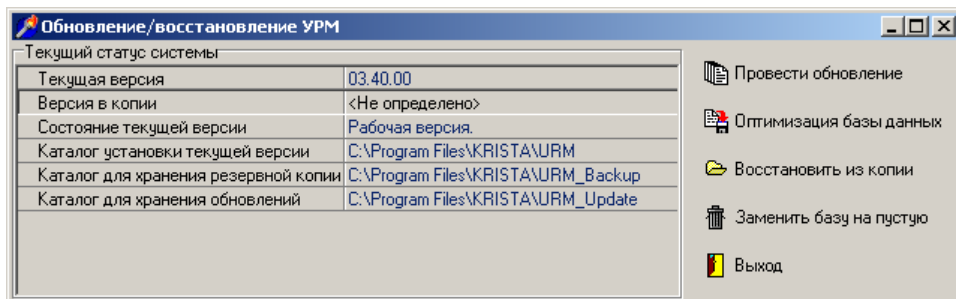 Обновление/восстановление УРМ
Текущий статус системы
Текущая версия 03.40.00
Версия в копии <Не определено>
Состояние текущей версии Рабочая версия.
Каталог установки текущей версии C:\Program Files\KRISTA\URM
Каталог для хранения резервной копии C:\Program Files\KRISTA\URM_Backup
Каталог для хранения обновлений C:\Program Files\KRISTA\URM_Update
Провести обновление
Оптимизация базы данных
Восстановить из копии
Заменить базу на пустую
Выход